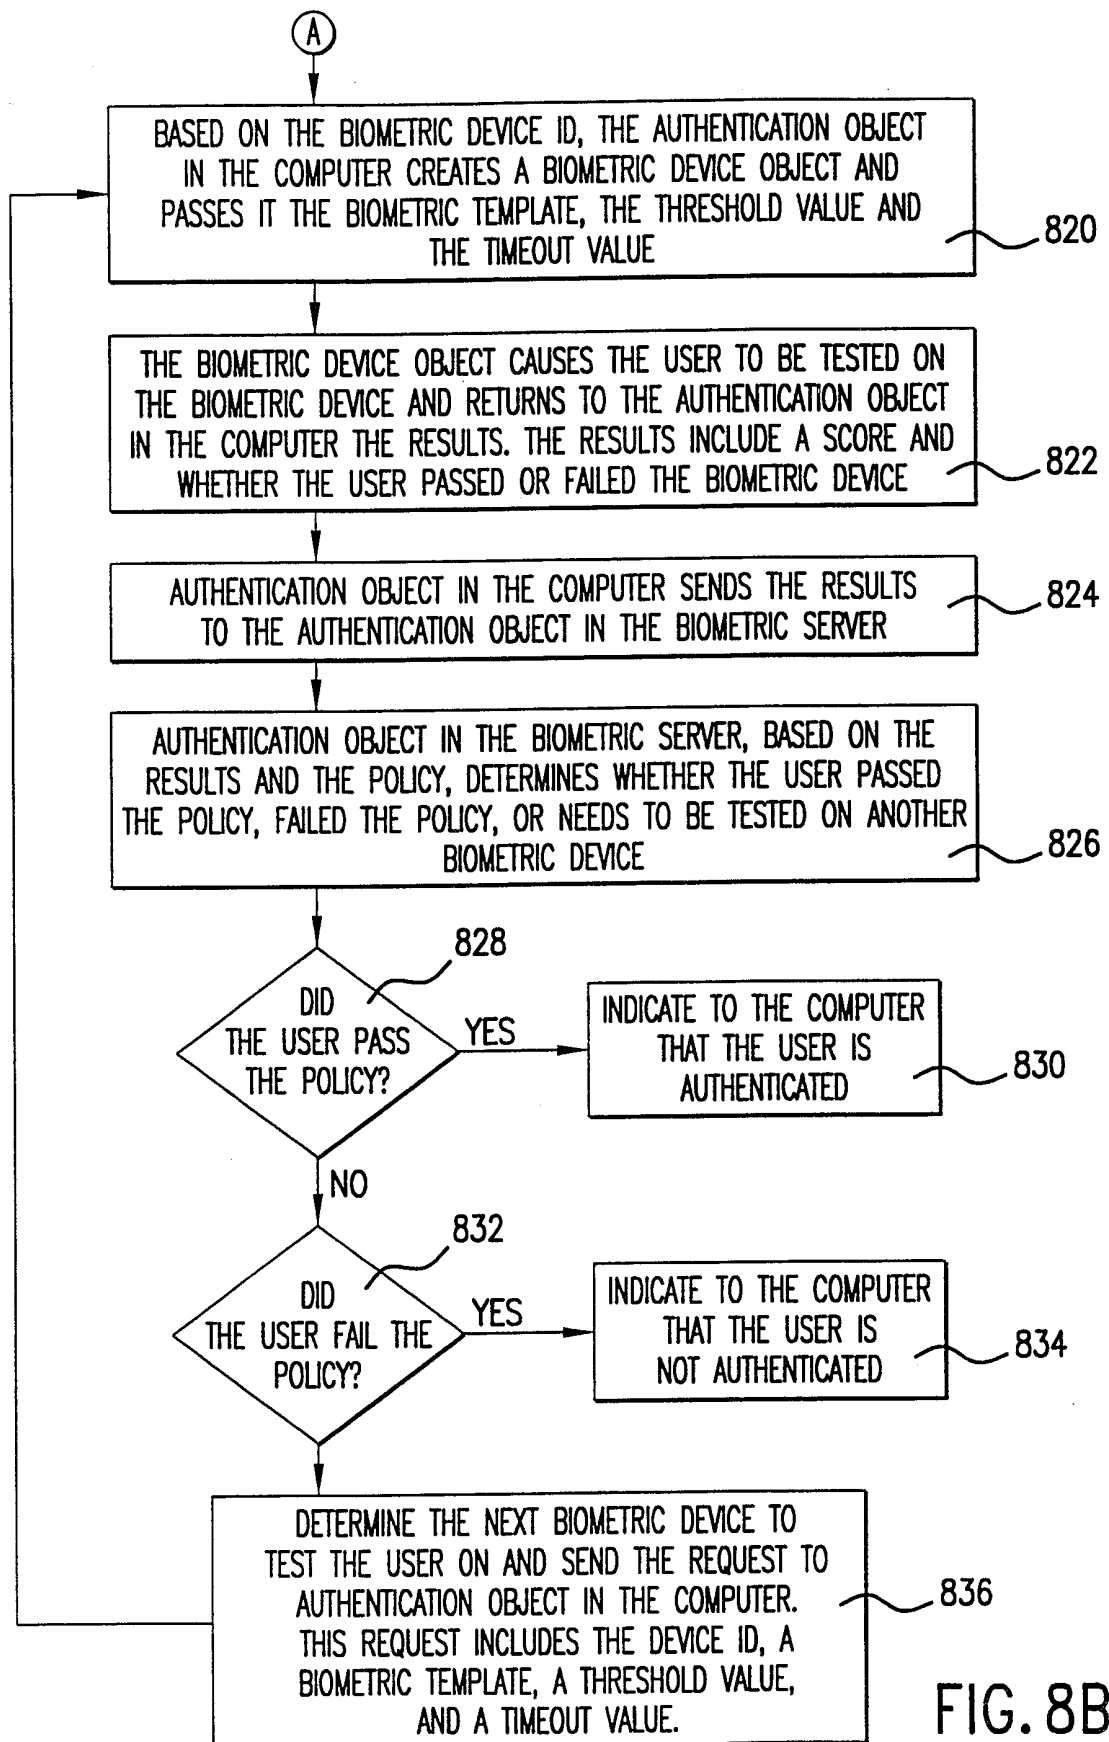 A
BASED ON THE BIOMETRIC DEVICE ID, THE AUTHENTICATION OBJECT
IN THE COMPUTER CREATES A BIOMETRIC DEVICE OBJECT AND
PASSES IT THE BIOMETRIC TEMPLATE, THE THRESHOLD VALUE AND
THE TIMEOUT VALUE
820
THE BIOMETRIC DEVICE OBJECT CAUSES THE USER TO BE TESTED ON
THE BIOMETRIC DEVICE AND RETURNS TO THE AUTHENTICATION OBJECT
IN THE COMPUTER THE RESULTS. THE RESULTS INCLUDE A SCORE AND
WHETHER THE USER PASSED OR FAILED THE BIOMETRIC DEVICE
822
AUTHENTICATION OBJECT IN THE COMPUTER SENDS THE RESULTS
TO THE AUTHENTICATION OBJECT IN THE BIOMETRIC SERVER
824
AUTHENTICATION OBJECT IN THE BIOMETRIC SERVER, BASED ON THE
RESULTS AND THE POLICY, DETERMINES WHETHER THE USER PASSED
THE POLICY, FAILED THE POLICY, OR NEEDS TO BE TESTED ON ANOTHER
BIOMETRIC DEVICE
826
828
DID
THE USER PASS
THE POLICY?
YES
INDICATE TO THE COMPUTER
THAT THE USER IS
AUTHENTICATED
830
NO
832
DID
THE USER FAIL THE
POLICY?
YES
INDICATE TO THE COMPUTER
THAT THE USER IS
NOT AUTHENTICATED
834
DETERMINE THE NEXT BIOMETRIC DEVICE TO
TEST THE USER ON AND SEND THE REQUEST TO
AUTHENTICATION OBJECT IN THE COMPUTER.
THIS REQUEST INCLUDES THE DEVICE ID, A
BIOMETRIC TEMPLATE, A THRESHOLD VALUE,
AND A TIMEOUT VALUE.
836
FIG. 8B